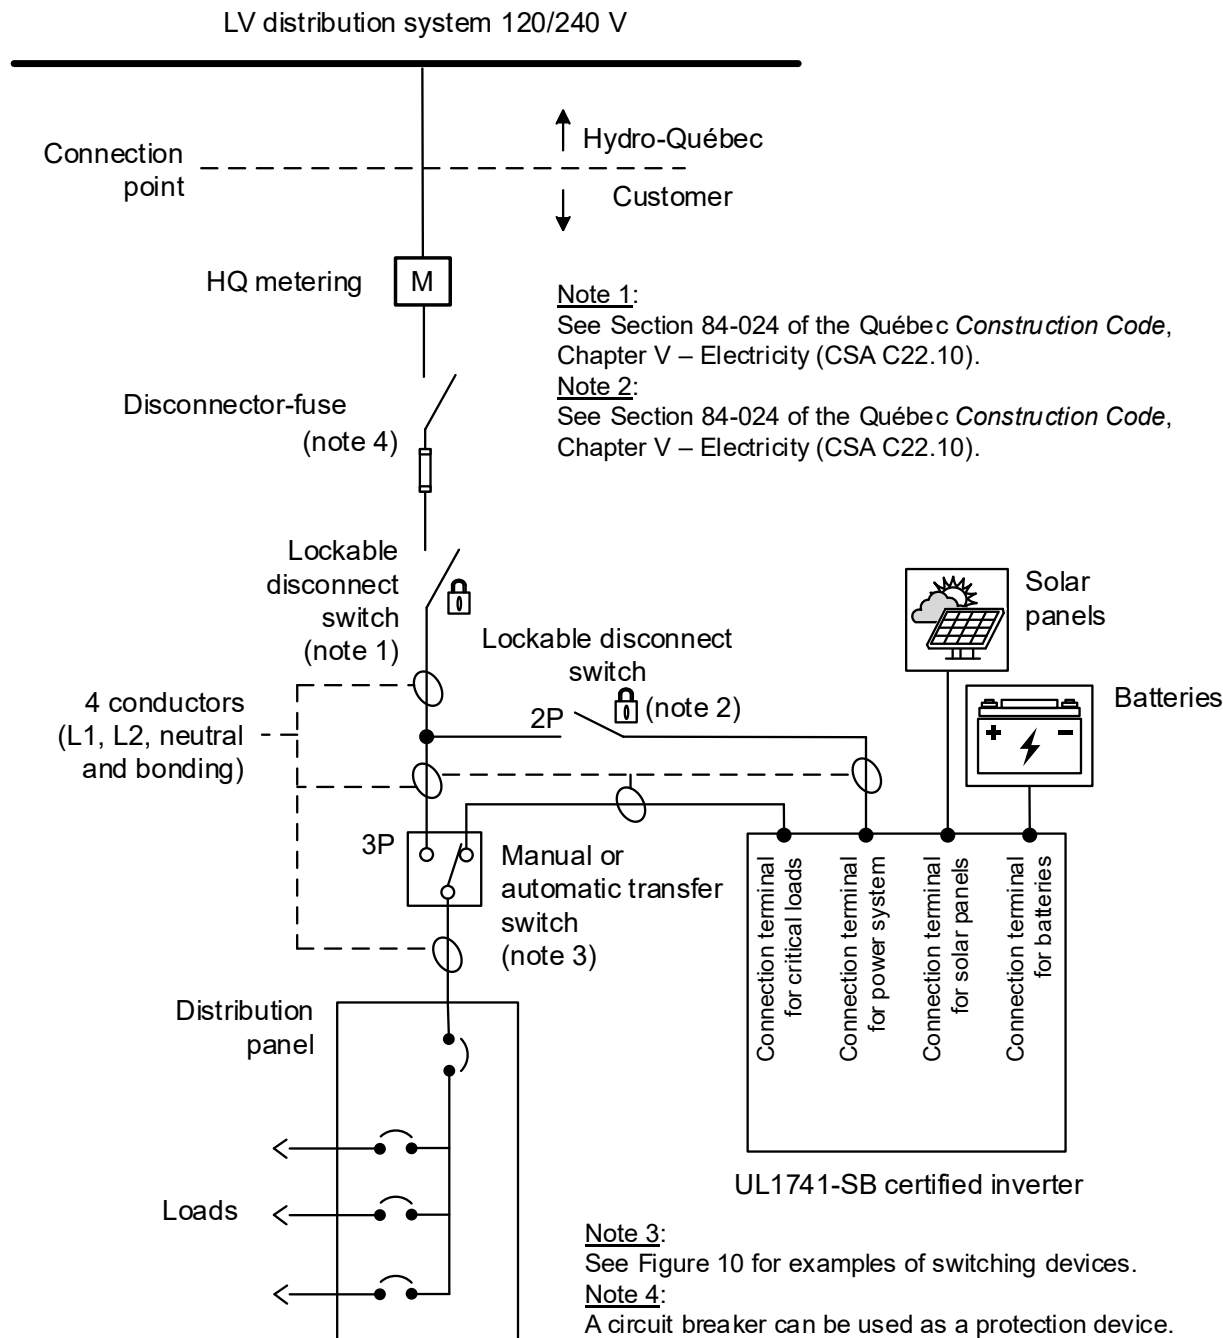 LV distribution system 120/240 V
Connection
point
Hydro-Québec
Customer
HQ metering
M
Note 1:
See Section 84-024 of the Québec Construction Code,
Chapter V – Electricity (CSA C22.10).
Note 2:
See Section 84-024 of the Québec Construction Code,
Chapter V – Electricity (CSA C22.10).
Disconnector-fuse
(note 4)
Lockable
disconnect
switch
(note 1)
Lockable disconnect
switch
(note 2)
2P
Solar
panels
Batteries
+ −
4 conductors
(L1, L2, neutral
and bonding)
3P
Manual or
automatic transfer
switch
(note 3)
Connection terminal
for critical loads
Connection terminal
for power system
Connection terminal
for solar panels
Connection terminal
for batteries
UL1741-SB certified inverter
Distribution
panel
Loads
Note 3:
See Figure 10 for examples of switching devices.
Note 4:
A circuit breaker can be used as a protection device.